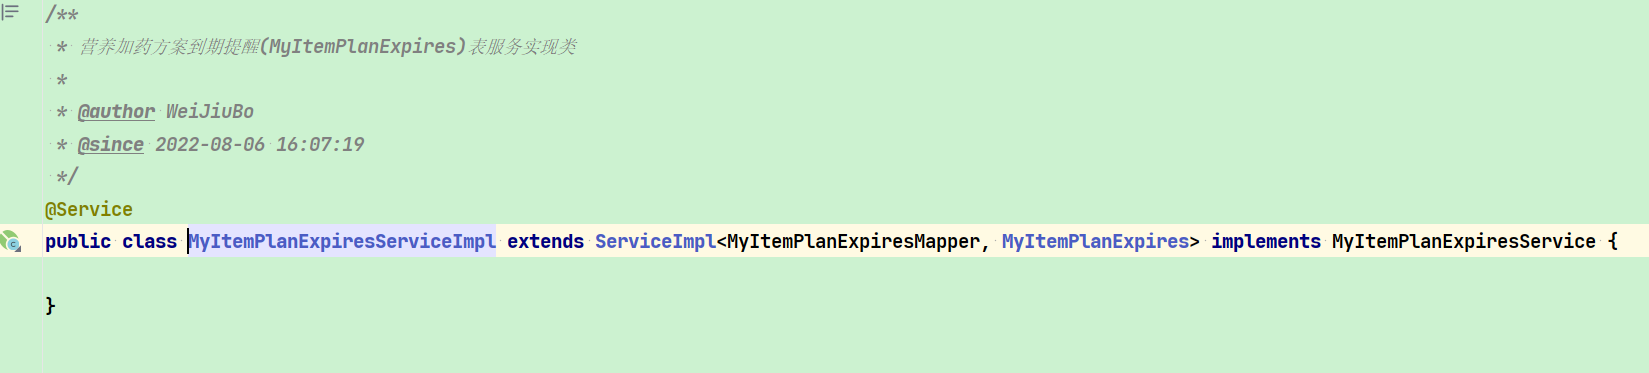 /**
 * 营养加药方案到期提醒(MyItemPlanExpires)表服务实现类
 *
 * @author WeiJiuBo
 * @since 2022-08-06 16:07:19
 */
@Service
public class MyItemPlanExpiresServiceImpl extends ServiceImpl<MyItemPlanExpiresMapper, MyItemPlanExpires> implements MyItemPlanExpiresService {
}